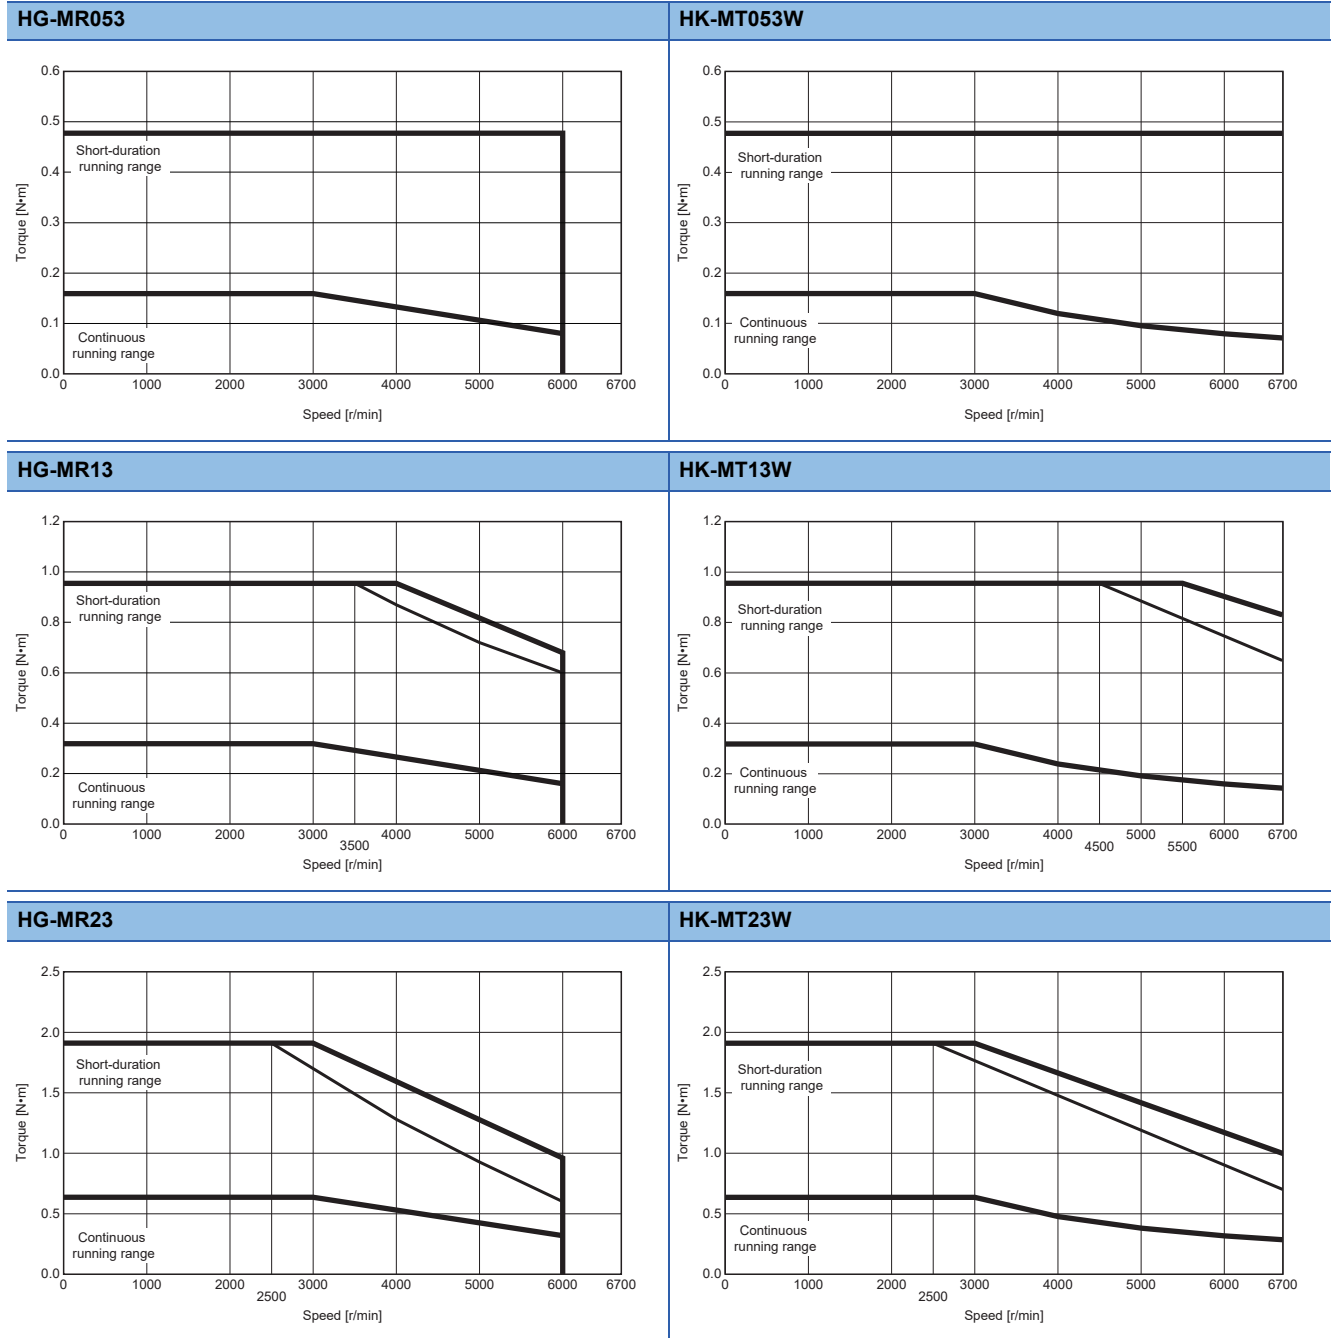 HG-MR053
HK-MT053W
0.6
0.5
0.4
0.3
0.2
0.1
0.0
Torque [N•m]
Short-duration
running range
Continuous
running range
0 1000 2000 3000 4000 5000 6000 6700
Speed [r/min]
0.6
0.5
0.4
0.3
0.2
0.1
0.0
Torque [N•m]
Short-duration
running range
Continuous
running range
0 1000 2000 3000 4000 5000 6000 6700
Speed [r/min]
HG-MR13
HK-MT13W
1.2
1.0
0.8
0.6
0.4
0.2
0.0
Torque [N•m]
Short-duration
running range
Continuous
running range
0 1000 2000 3000 4000 5000 6000 6700
3500
Speed [r/min]
1.2
1.0
0.8
0.6
0.4
0.2
0.0
Torque [N•m]
Short-duration
running range
Continuous
running range
0 1000 2000 3000 4000 5000 6000 6700
4500 5500
Speed [r/min]
HG-MR23
HK-MT23W
2.5
2.0
1.5
1.0
0.5
0.0
Torque [N•m]
Short-duration
running range
Continuous
running range
0 1000 2000 3000 4000 5000 6000 6700
2500
Speed [r/min]
2.5
2.0
1.5
1.0
0.5
0.0
Torque [N•m]
Short-duration
running range
Continuous
running range
0 1000 2000 3000 4000 5000 6000 6700
2500
Speed [r/min]